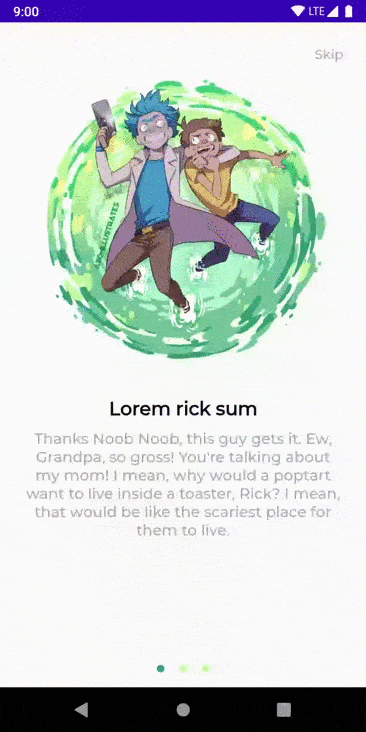 9:00
LTE
Skip
Lorem rick sum
Thanks Noob Noob, this guy gets it. Ew,
Grandpa, so gross! You're talking about
my mom! I mean, why would a poptart
want to live inside a toaster, Rick? I mean,
that would be like the scariest place for
them to live.